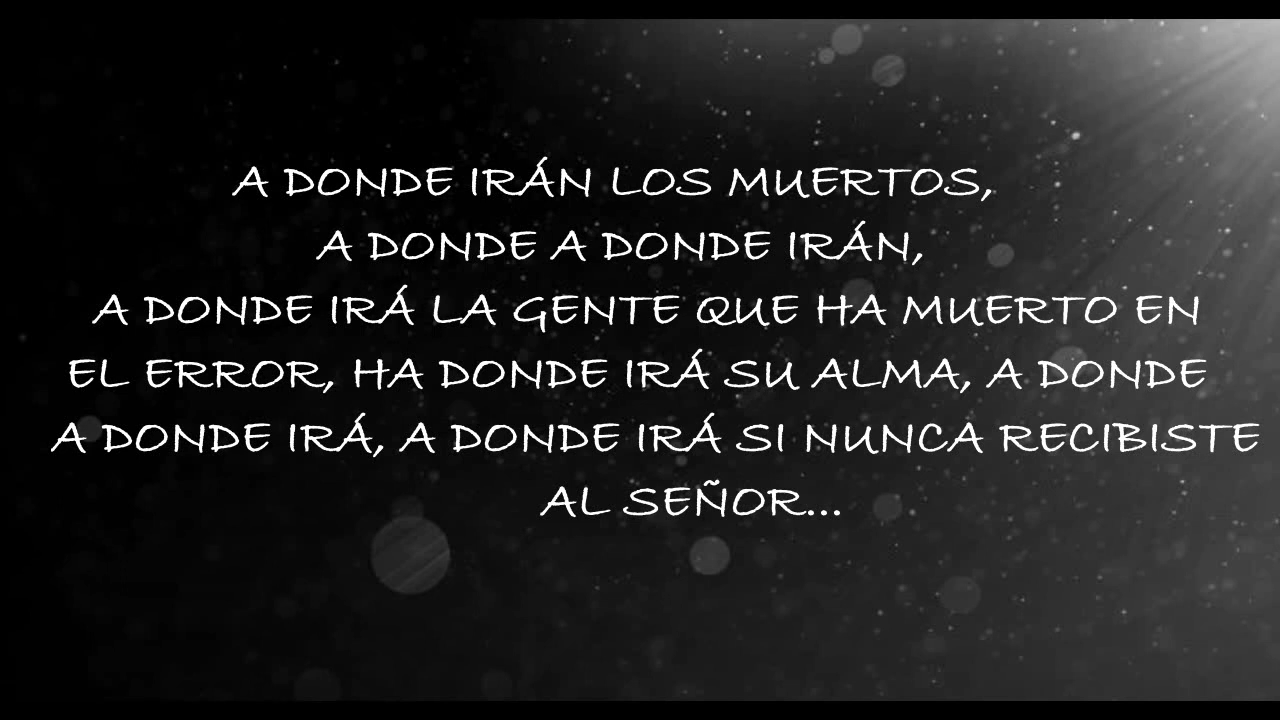 A DONDE IRÁN LOS MUERTOS,
A DONDE A DONDE IRÁN,
A DONDE IRÁ LA GENTE QUE HA MUERTO EN
EL ERROR, HA DONDE IRÁ SU ALMA, A DONDE
A DONDE IRÁ, A DONDE IRÁ SI NUNCA RECIBISTE
AL SEÑOR...